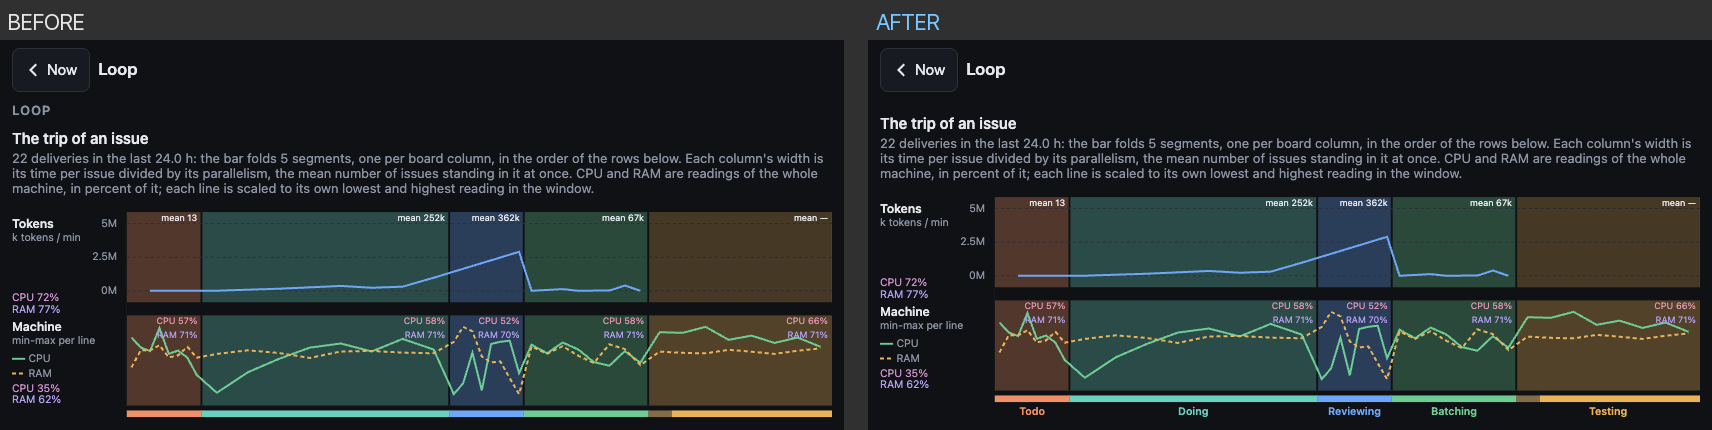 BEFORE
Now Loop
LOOP
The trip of an issue
22 deliveries in the last 24.0 h: the bar folds 5 segments, one per board column, in the order of the rows below. Each column's width is
its time per issue divided by its parallelism, the mean number of issues standing in it at once. CPU and RAM are readings of the whole
machine, in percent of it; each line is scaled to its own lowest and highest reading in the window.
mean 13 mean 252k mean 362k mean 67k mean —
Tokens
k tokens / min
5M
2.5M
0M
CPU 72%
RAM 77%
CPU 57% CPU 58% CPU 52% CPU 58% CPU 66%
RAM 71% RAM 71% RAM 70% RAM 71% RAM 71%
Machine
min-max per line
CPU
RAM
CPU 35%
RAM 62%
AFTER
Now Loop
The trip of an issue
22 deliveries in the last 24.0 h: the bar folds 5 segments, one per board column, in the order of the rows below. Each column's width is
its time per issue divided by its parallelism, the mean number of issues standing in it at once. CPU and RAM are readings of the whole
machine, in percent of it; each line is scaled to its own lowest and highest reading in the window.
mean 13 mean 252k mean 362k mean 67k mean —
Tokens
k tokens / min
5M
2.5M
0M
CPU 72%
RAM 77%
CPU 57% CPU 58% CPU 52% CPU 58% CPU 66%
RAM 71% RAM 71% RAM 70% RAM 71% RAM 71%
Machine
min-max per line
CPU
RAM
CPU 35%
RAM 62%
Todo Doing Reviewing Batching Testing